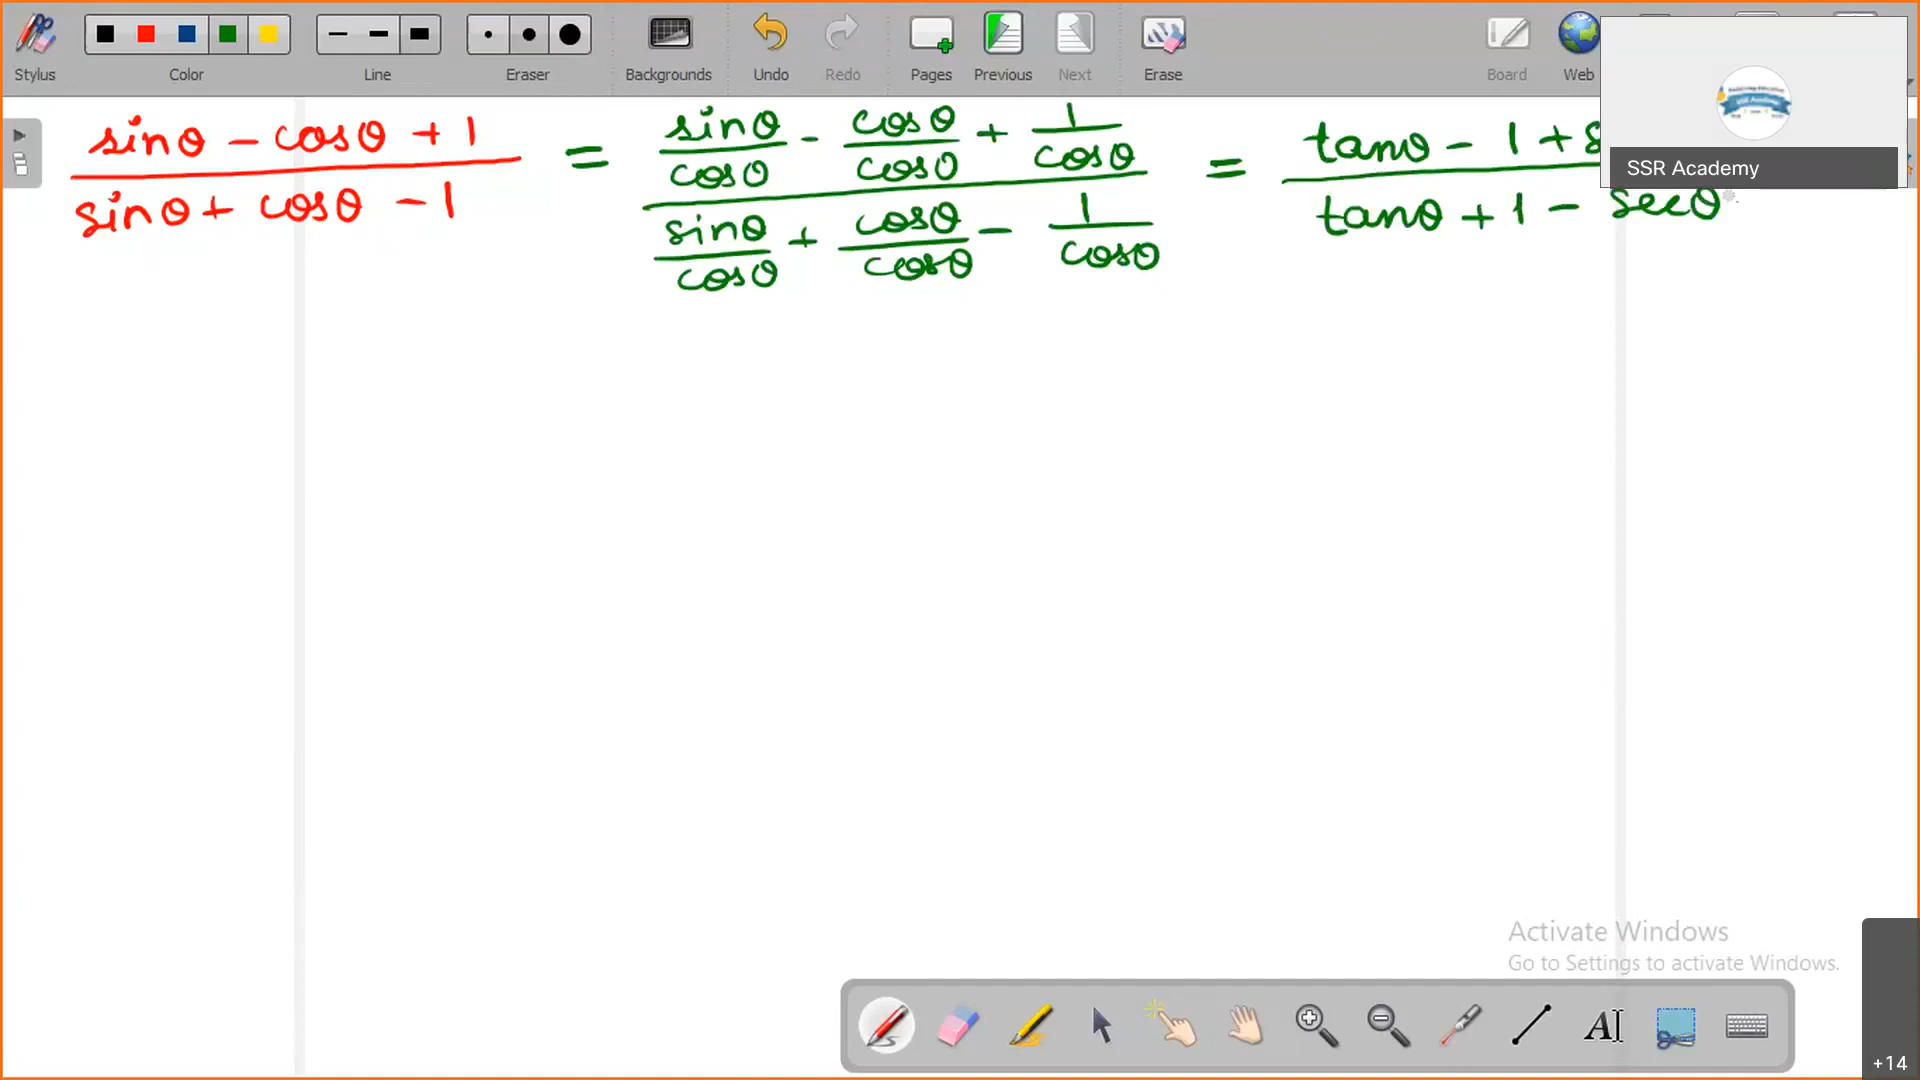 Stylus Color Line Eraser Backgrounds Undo Redo Pages Previous Next Erase Board Web
SSR Academy
sinθ - cosθ + 1 / sinθ + cosθ - 1 = sinθ/cosθ - cosθ/cosθ + 1/cosθ / sinθ/cosθ + cosθ/cosθ - 1/cosθ = tanθ - 1 + / tanθ + 1 - secθ
Activate Windows
Go to Settings to activate Windows.
+14